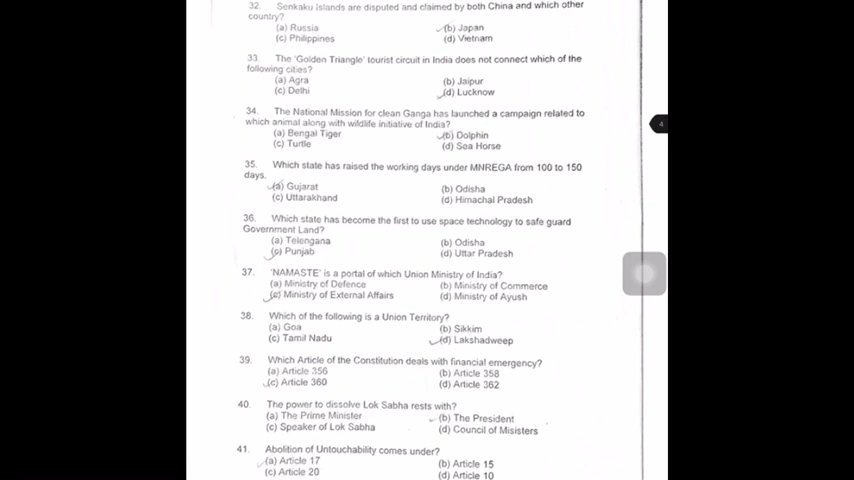 32. Senkaku Islands are disputed and claimed by both China and which other
country?
(a) Russia (b) Japan
(c) Philippines (d) Vietnam
33. The 'Golden Triangle' tourist circuit in India does not connect which of the
following cities?
(a) Agra (b) Jaipur
(c) Delhi (d) Lucknow
34. The National Mission for clean Ganga has launched a campaign related to
which animal along with wildlife initiative of India?
(a) Bengal Tiger (b) Dolphin
(c) Turtle (d) Sea Horse
35. Which state has raised the working days under MNREGA from 100 to 150
days.
(a) Gujarat (b) Odisha
(c) Uttarakhand (d) Himachal Pradesh
36. Which state has become the first to use space technology to safe guard
Government Land?
(a) Telengana (b) Odisha
(c) Punjab (d) Uttar Pradesh
37. 'NAMASTE' is a portal of which Union Ministry of India?
(a) Ministry of Defence (b) Ministry of Commerce
(c) Ministry of External Affairs (d) Ministry of Ayush
38. Which of the following is a Union Territory?
(a) Goa (b) Sikkim
(c) Tamil Nadu (d) Lakshadweep
39. Which Article of the Constitution deals with financial emergency?
(a) Article 356 (b) Article 358
(c) Article 360 (d) Article 362
40. The power to dissolve Lok Sabha rests with?
(a) The Prime Minister (b) The President
(c) Speaker of Lok Sabha (d) Council of Misisters
41. Abolition of Untouchability comes under?
(a) Article 17 (b) Article 15
(c) Article 20 (d) Article 10
4